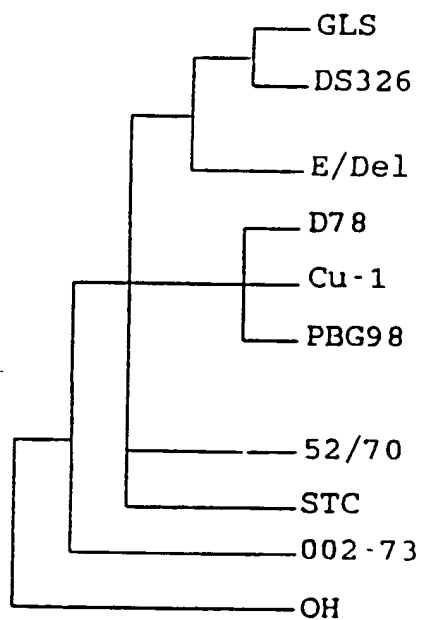 GLS
DS326
E/Del
D78
Cu-1
PBG98
52/70
STC
002-73
OH